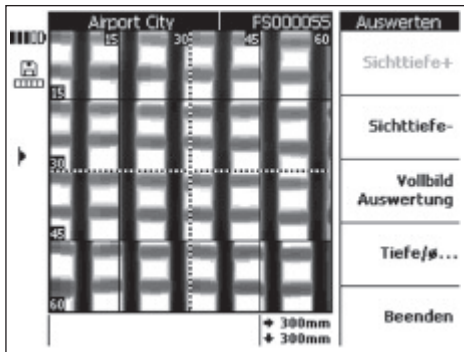 Airport City FS000055 Auswerten
15 30 45 60
Sichttiefe+
15
Sichttiefe-
30
Vollbild
Auswertung
45
Tiefe/ø...
60
Beenden
→ 300mm
↓ 300mm